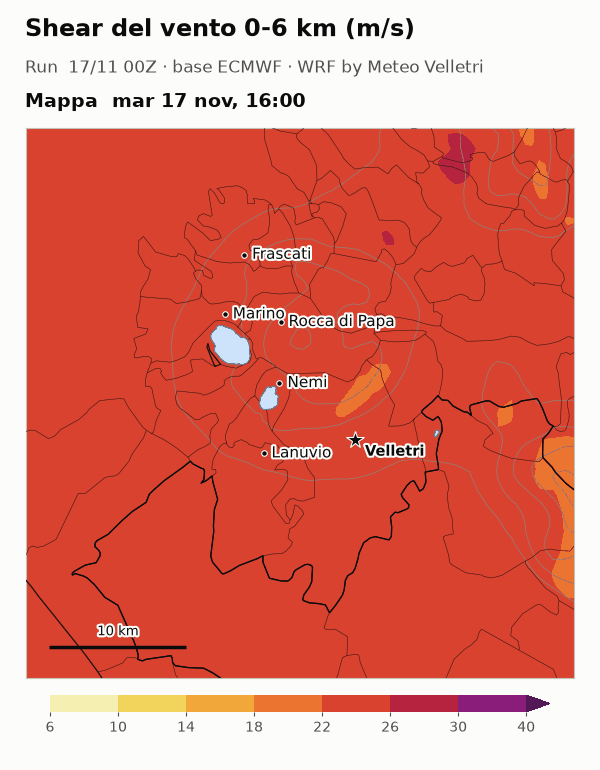 Shear del vento 0-6 km (m/s)
Run  17/11 00Z · base ECMWF · WRF by Meteo Velletri
Mappa  mar 17 nov, 16:00
Frascati
Marino
Rocca di Papa
Nemi
Velletri
Lanuvio
10 km
6 10 14 18 22 26 30 40